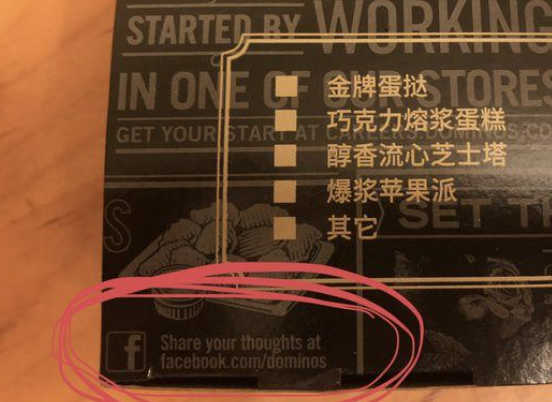 STARTED BY WORKING
IN ONE OF OUR STORES
GET YOUR START AT CAREERS.DOMINOS.CO
金牌蛋挞
巧克力熔浆蛋糕
醇香流心芝士塔
爆浆苹果派
其它
S
SET T
f
Share your thoughts at
facebook.com/dominos